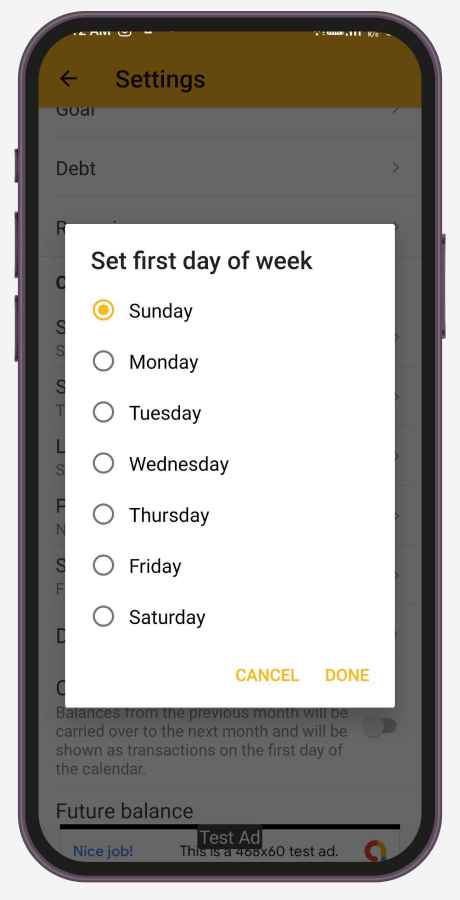 12 AM
K/s
Settings
Goal
Debt
Set first day of week
Sunday
Monday
Tuesday
Wednesday
Thursday
Friday
Saturday
CANCEL DONE
Balances from the previous month will be
carried over to the next month and will be
shown as transactions on the first day of
the calendar.
Future balance
Test Ad
Nice job! This is a 468x60 test ad.